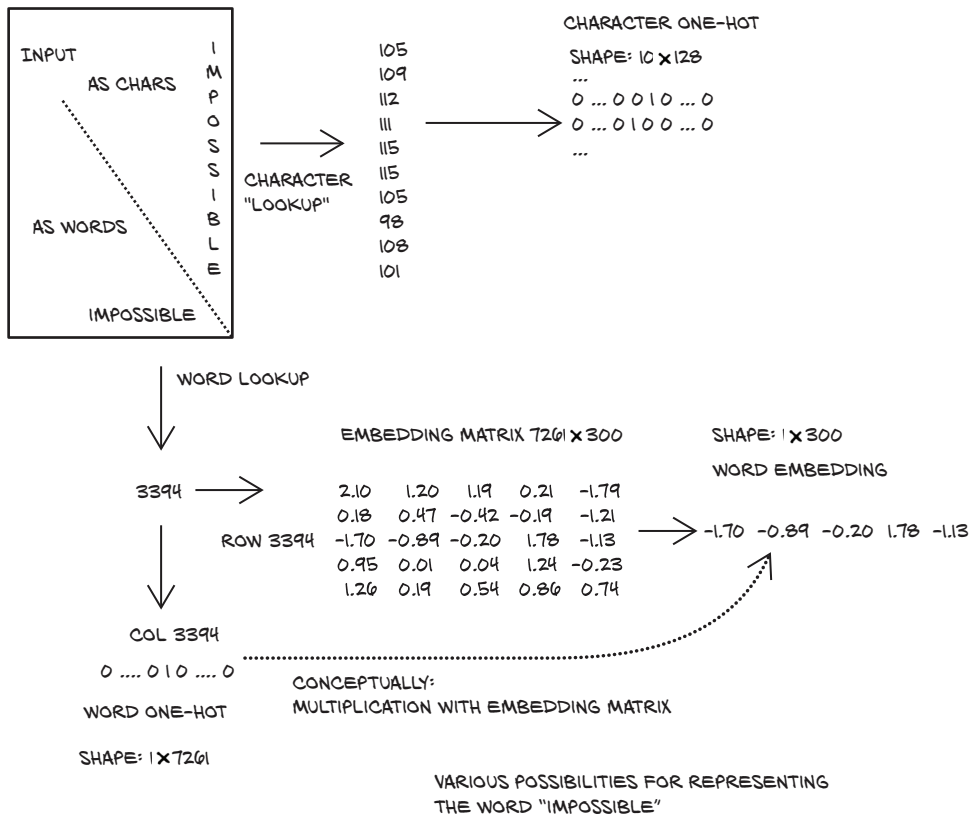 INPUT
AS CHARS
I
M
P
O
S
S
I
B
L
E
AS WORDS
IMPOSSIBLE
CHARACTER
"LOOKUP"
105
109
112
111
115
115
105
98
108
101
CHARACTER ONE-HOT
SHAPE: 10 × 128
...
0 ... 0 0 1 0 ... 0
0 ... 0 1 0 0 ... 0
...
WORD LOOKUP
3394
EMBEDDING MATRIX 7261 × 300
2.10 1.20 1.19 0.21 -1.79
0.18 0.47 -0.42 -0.19 -1.21
ROW 3394 -1.70 -0.89 -0.20 1.78 -1.13
0.95 0.01 0.04 1.24 -0.23
1.26 0.19 0.54 0.86 0.74
SHAPE: 1 × 300
WORD EMBEDDING
-1.70 -0.89 -0.20 1.78 -1.13
COL 3394
0 .... 0 1 0 .... 0
WORD ONE-HOT
SHAPE: 1 × 7261
CONCEPTUALLY:
MULTIPLICATION WITH EMBEDDING MATRIX
VARIOUS POSSIBILITIES FOR REPRESENTING
THE WORD "IMPOSSIBLE"